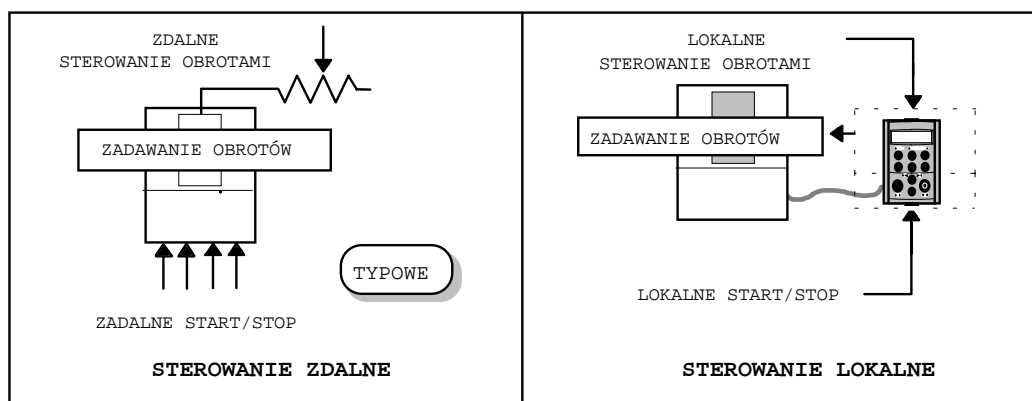 ZDALNE
STEROWANIE OBROTAMI
ZADAWANIE OBROTÓW
TYPOWE
ZADALNE START/STOP
STEROWANIE ZDALNE
LOKALNE
STEROWANIE OBROTAMI
ZADAWANIE OBROTÓW
LOKALNE START/STOP
STEROWANIE LOKALNE